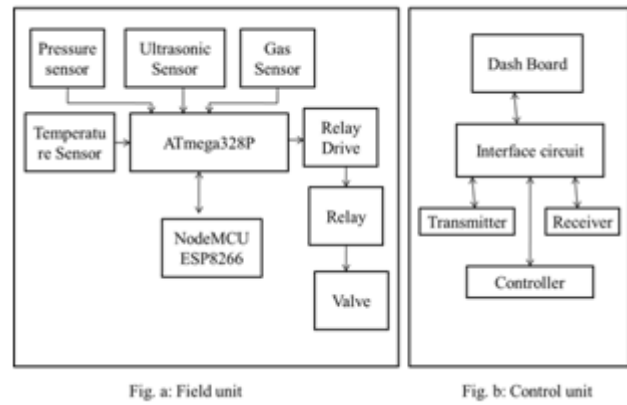 Pressure
sensor
Ultrasonic
Sensor
Gas
Sensor
Temperatu
re Sensor
ATmega328P
Relay
Drive
NodeMCU
ESP8266
Relay
Valve
Fig. a: Field unit
Dash Board
Interface circuit
Transmitter
Receiver
Controller
Fig. b: Control unit